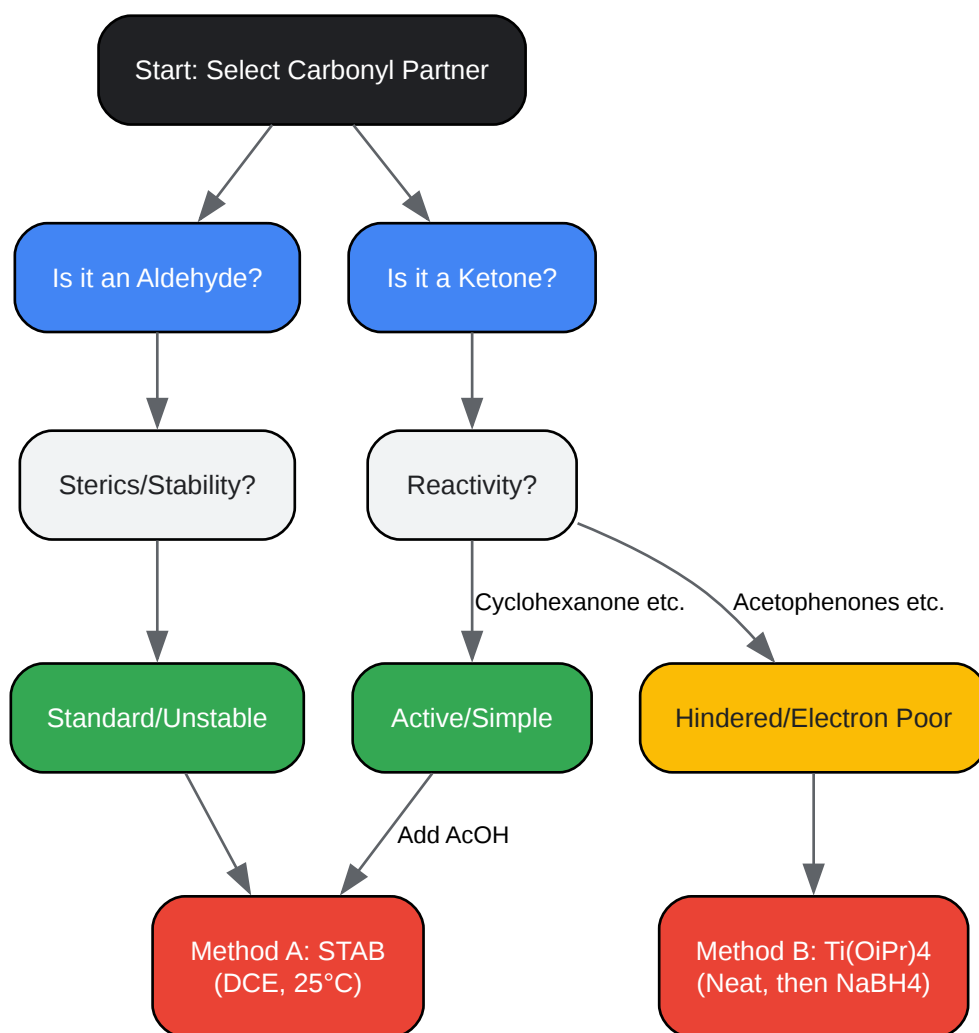 Start: Select Carbonyl Partner
Is it an Aldehyde?
Is it a Ketone?
Sterics/Stability?
Reactivity?
Cyclohexanone etc.
Acetophenones etc.
Standard/Unstable
Active/Simple
Hindered/Electron Poor
Add AcOH
Method A: STAB
(DCE, 25°C)
Method B: Ti(OiPr)4
(Neat, then NaBH4)